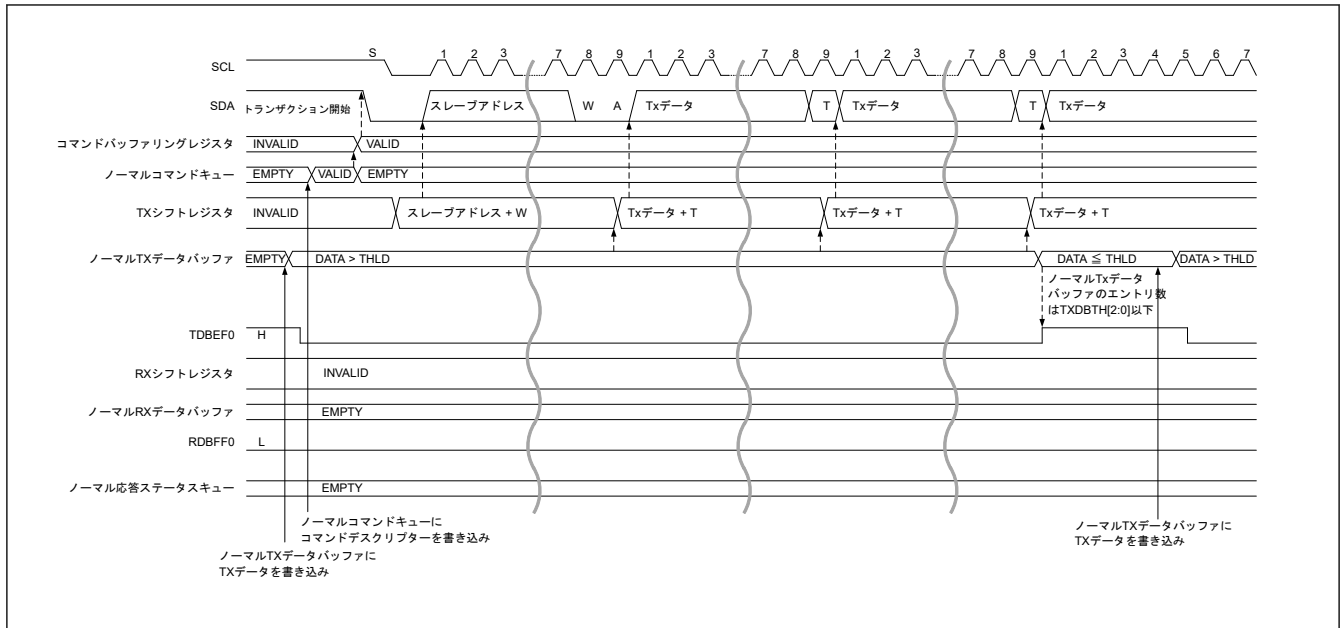 S 1 2 3 7 8 9 1 2 3 7 8 9 1 2 3 7 8 9 1 2 3 4 5 6 7
SCL
SDA トランザクション開始 スレーブアドレス W A Txデータ T Txデータ T Txデータ
コマンドバッファリングレジスタ INVALID VALID
ノーマルコマンドキュー EMPTY VALID EMPTY
TXシフトレジスタ INVALID スレーブアドレス + W Txデータ + T Txデータ + T Txデータ + T
ノーマルTXデータバッファ EMPTY DATA > THLD DATA ≦ THLD DATA > THLD
ノーマルTxデータ
バッファのエントリ数
はTXDBTH[2:0]以下
TDBEF0 H
RXシフトレジスタ INVALID
ノーマルRXデータバッファ EMPTY
RDBFF0 L
ノーマル応答ステータスキュー EMPTY
ノーマルコマンドキューに
コマンドデスクリプターを書き込み
ノーマルTXデータバッファに
TXデータを書き込み
ノーマルTXデータバッファに
TXデータを書き込み